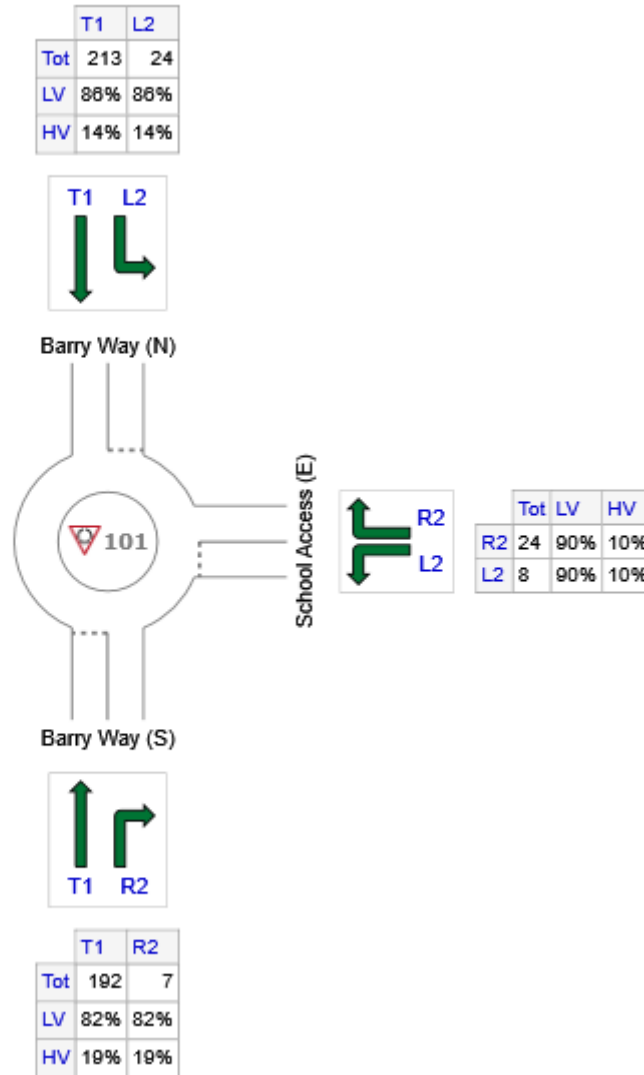 T1 L2
Tot 213 24
LV 86% 86%
HV 14% 14%
T1 L2
Barry Way (N)
101
School Access (E)
R2
L2
Tot LV HV
R2 24 90% 10%
L2 8 90% 10%
Barry Way (S)
T1 R2
T1 R2
Tot 192 7
LV 82% 82%
HV 19% 19%